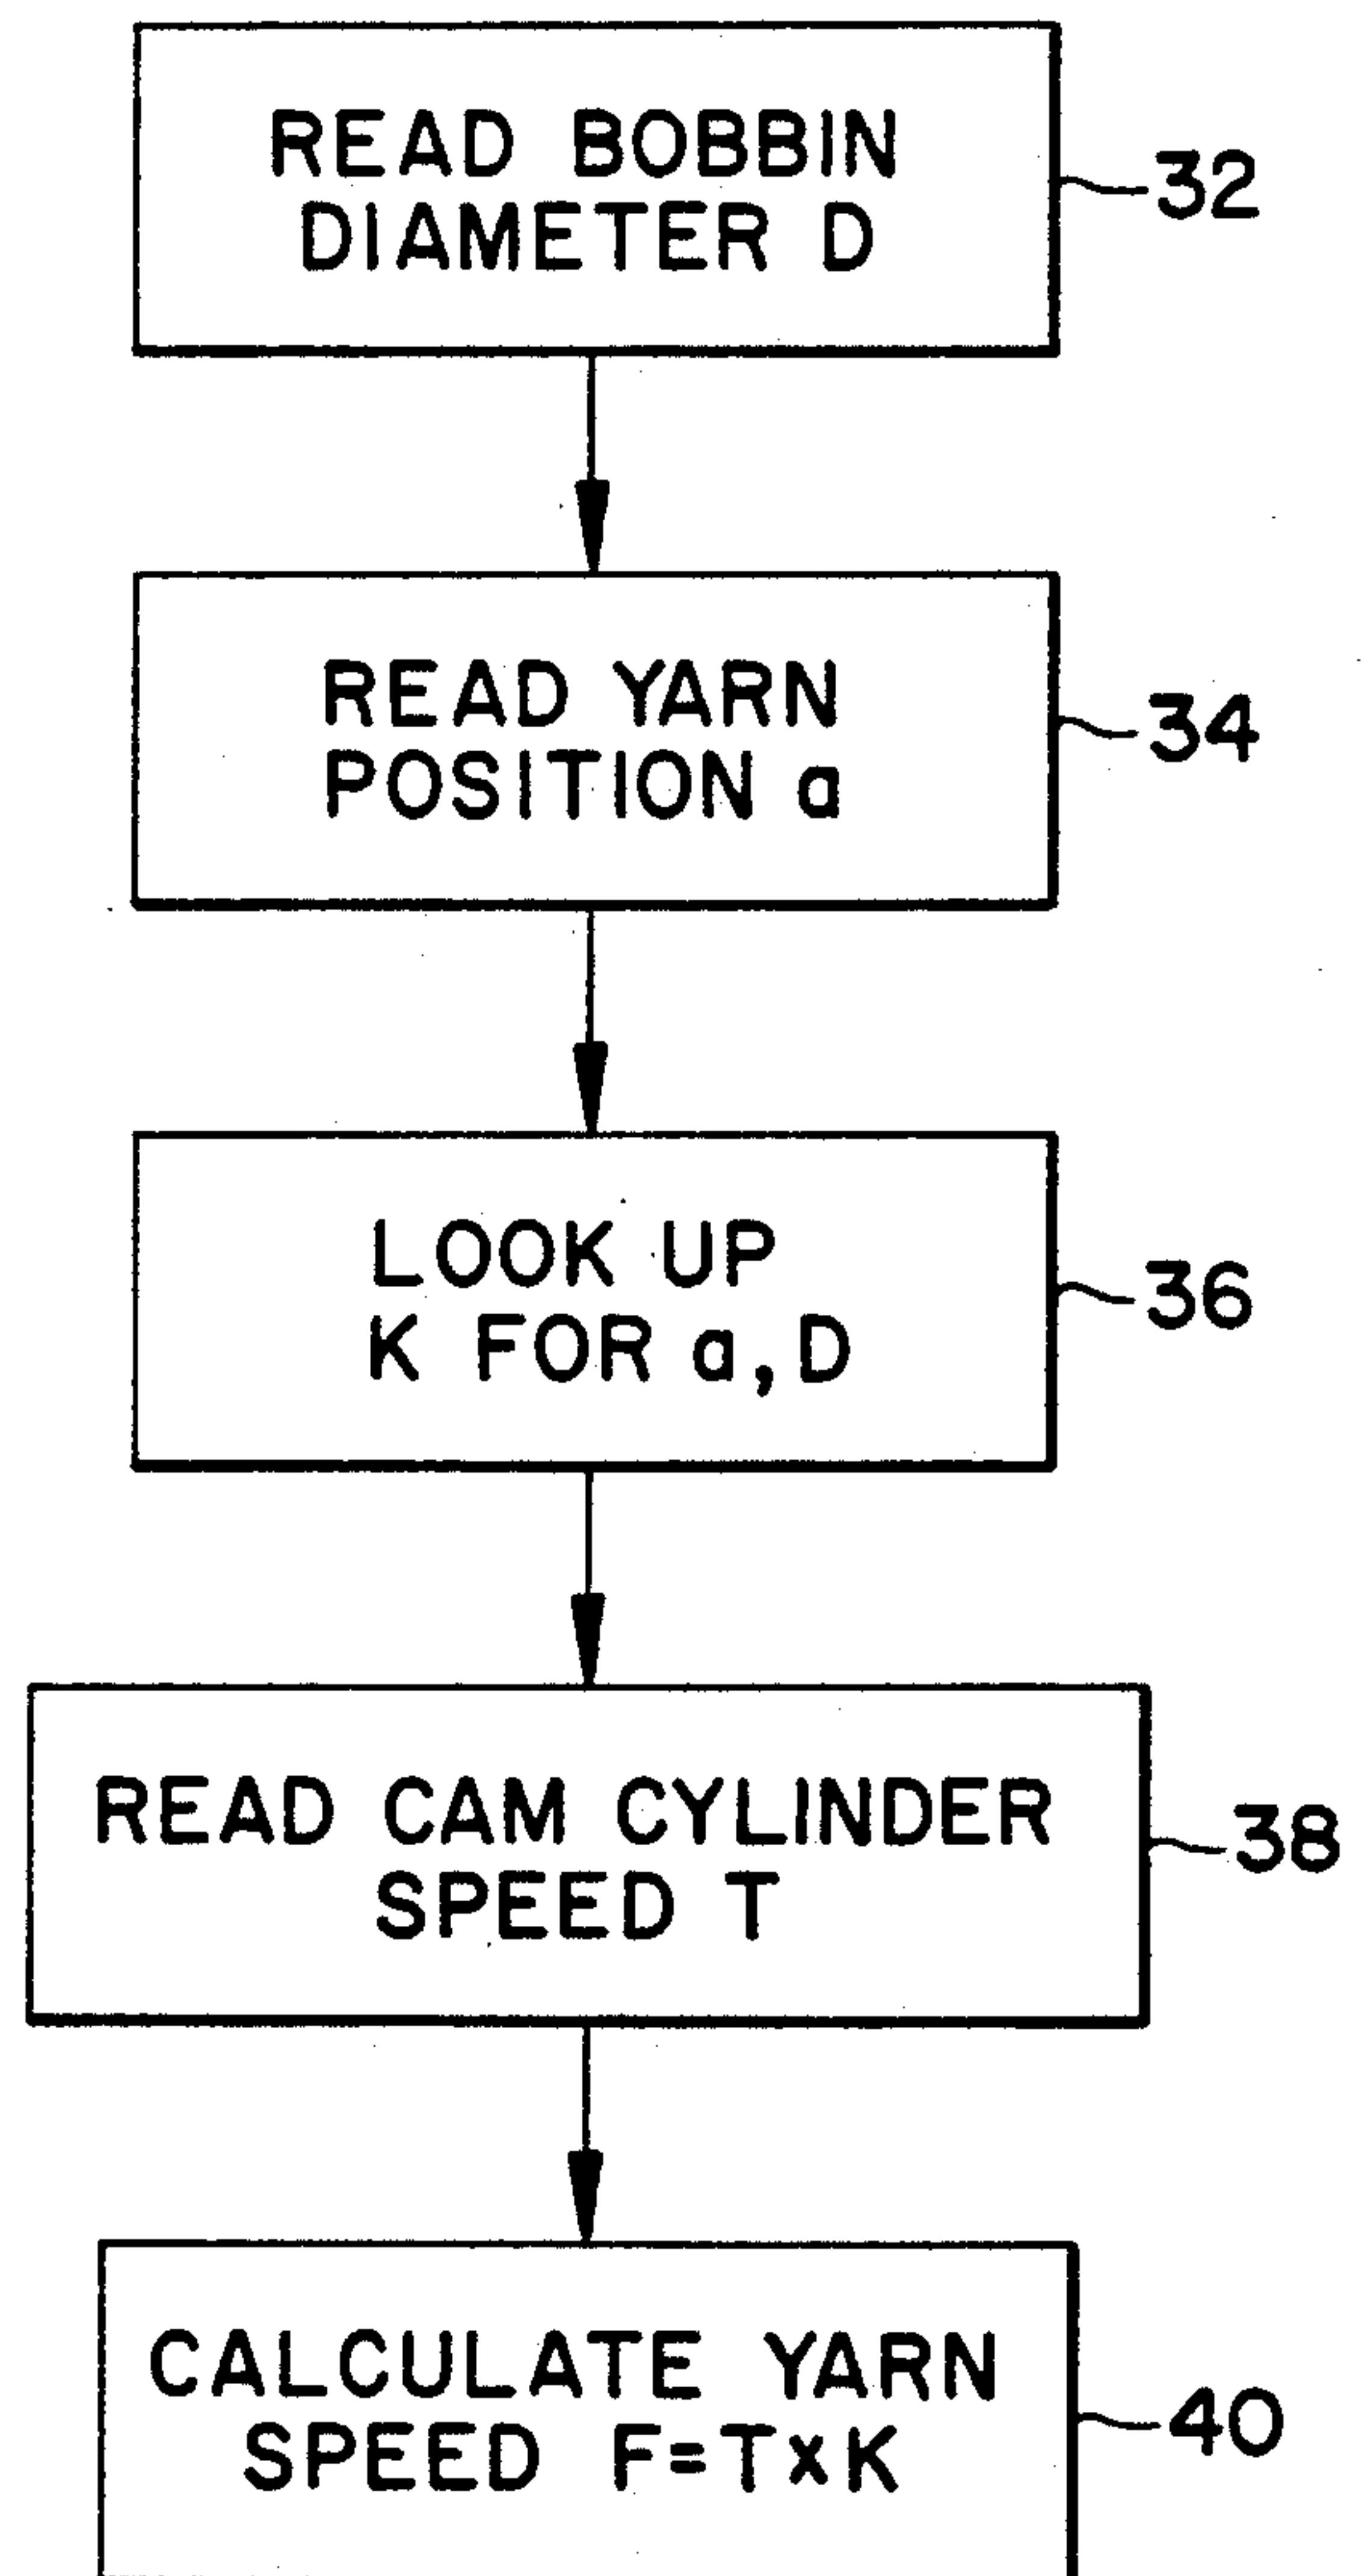 READ BOBBIN
DIAMETER D
32
READ YARN
POSITION a
34
LOOK UP
K FOR a, D
36
READ CAM CYLINDER
SPEED T
38
CALCULATE YARN
SPEED F=TxK
40